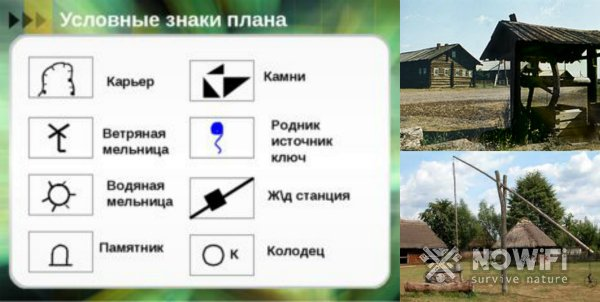 Условные знаки плана
Карьер
Камни
Ветряная
мельница
Родник
источник
ключ
Водяная
мельница
Ж\д станция
Памятник
К
Колодец
NOWiFi
survive nature